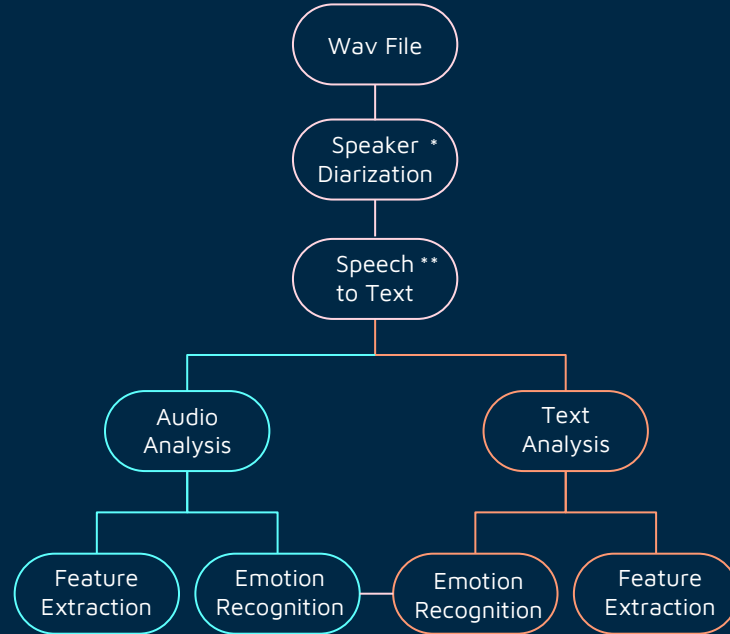 Wav File
Speaker *
Diarization
Speech **
to Text
Audio
Analysis
Text
Analysis
Feature
Extraction
Emotion
Recognition
Emotion
Recognition
Feature
Extraction